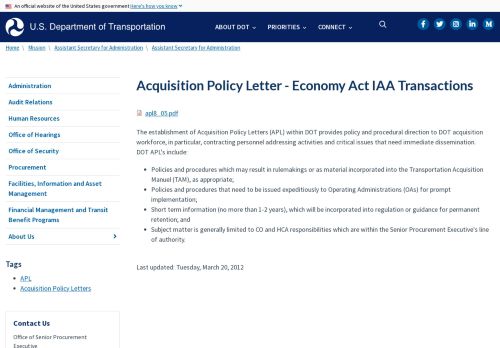 An official website of the United States government Here's how you know
U.S. Department of Transportation
ABOUT DOT
PRIORITIES
CONNECT
Home \ Mission \ Assistant Secretary for Administration \ Assistant Secretary for Administration
Administration
Audit Relations
Human Resources
Office of Hearings
Office of Security
Procurement
Facilities, Information and Asset
Management
Financial Management and Transit
Benefit Programs
About Us
Tags
APL
Acquisition Policy Letters
Contact Us
Office of Senior Procurement
Executive
Acquisition Policy Letter - Economy Act IAA Transactions
apl8_05.pdf
The establishment of Acquisition Policy Letters (APL) within DOT provides policy and procedural direction to DOT acquisition
workforce, in particular, contracting personnel addressing activities and critical issues that need immediate dissemination.
DOT APL's include:
Policies and procedures which may result in rulemakings or as material incorporated into the Transportation Acquisition
Manual (TAM), as appropriate;
Policies and procedures that need to be issued expeditiously to Operating Administrations (OAs) for prompt
implementation;
Short term information (no more than 1-2 years), which will be incorporated into regulation or guidance for permanent
retention; and
Subject matter is generally limited to CO and HCA responsibilities which are within the Senior Procurement Executive's line
of authority.
Last updated: Tuesday, March 20, 2012